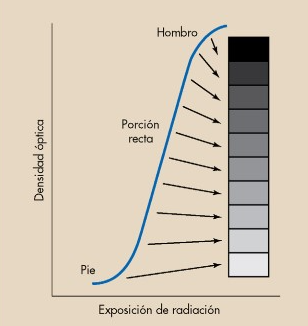 Hombro
Porción
recta
Densidad óptica
Pie
Exposición de radiación